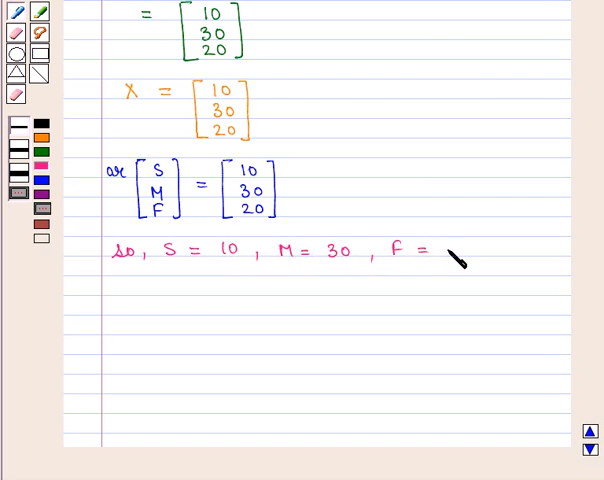 = [10
30
20]
X = [10
30
20]
or [S
M
F] = [10
30
20]
so, S = 10, M = 30, F =